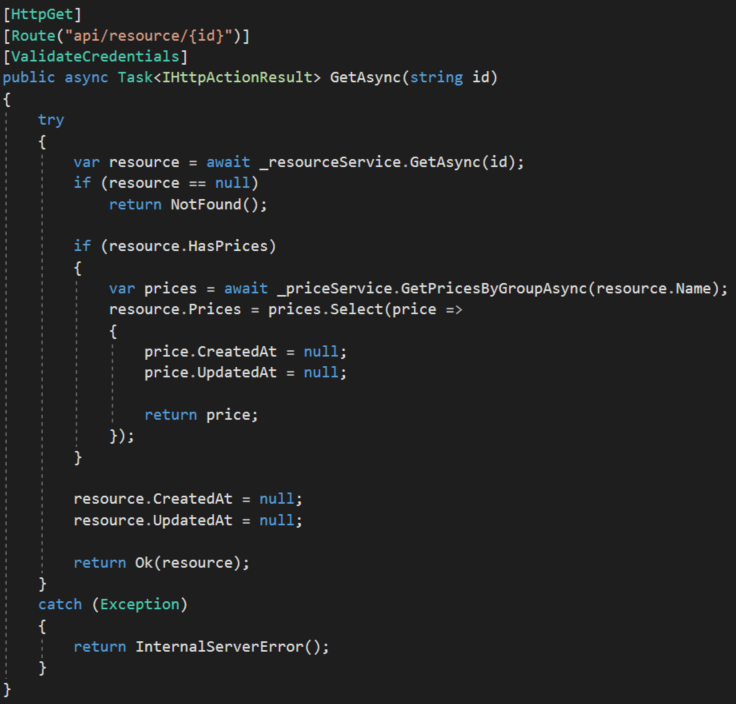 [HttpGet]
[Route("api/resource/{id}")]
[ValidateCredentials]
public async Task<IHttpActionResult> GetAsync(string id)
{
    try
    {
        var resource = await _resourceService.GetAsync(id);
        if (resource == null)
            return NotFound();

        if (resource.HasPrices)
        {
            var prices = await _priceService.GetPricesByGroupAsync(resource.Name);
            resource.Prices = prices.Select(price =>
            {
                price.CreatedAt = null;
                price.UpdatedAt = null;

                return price;
            });
        }

        resource.CreatedAt = null;
        resource.UpdatedAt = null;

        return Ok(resource);
    }
    catch (Exception)
    {
        return InternalServerError();
    }
}